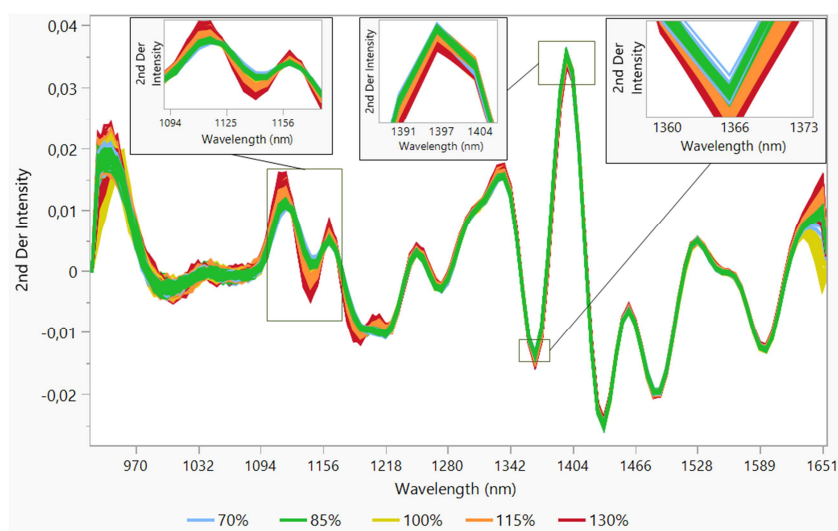 0,04
0,03
0,02
0,01
0
-0,01
-0,02
2nd Der Intensity
2nd Der
Intensity
1094 1125 1156
Wavelength (nm)
2nd Der
Intensity
1391 1397 1404
Wavelength (nm)
2nd Der
Intensity
1360 1366 1373
Wavelength (nm)
970 1032 1094 1156 1218 1280 1342 1404 1466 1528 1589 1651
Wavelength (nm)
70% 85% 100% 115% 130%